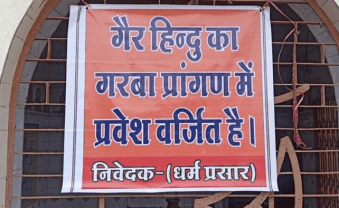 गैर हिन्दु का
गरबा प्रांगण में
प्रवेश वर्जित है।
निवेदक-(धर्म प्रसार)